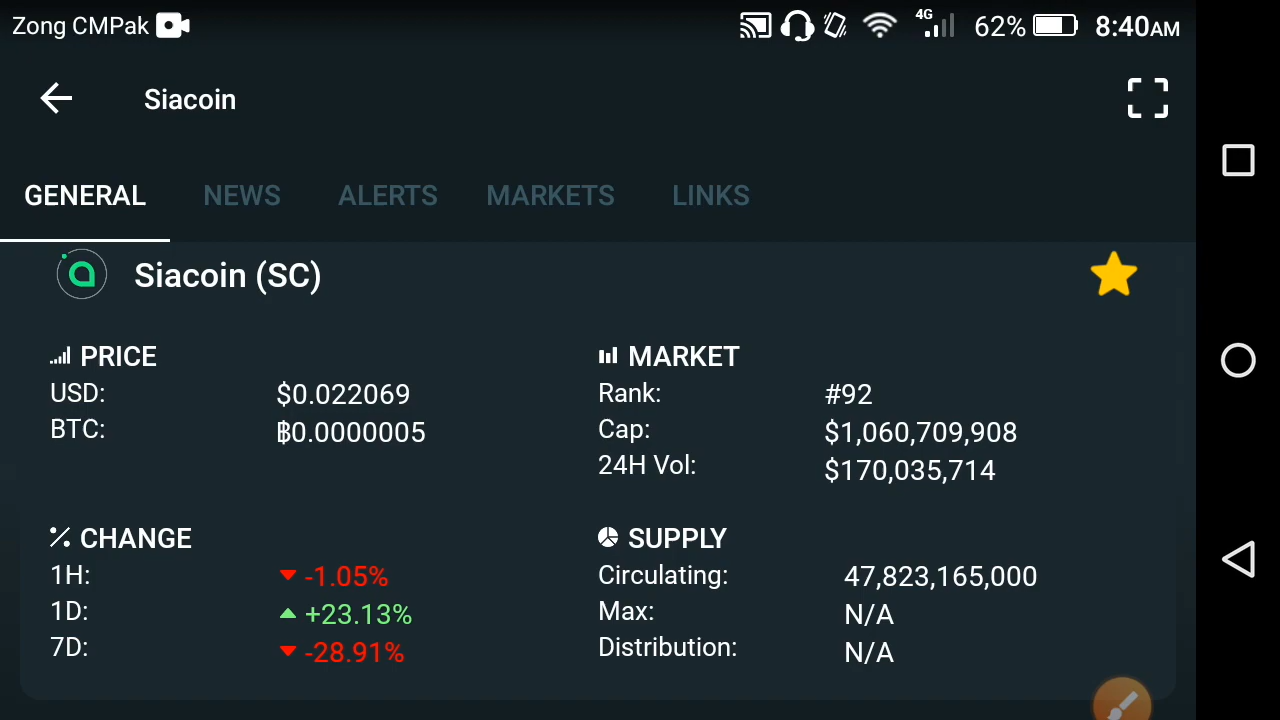 Zong CMPak 4G 62% 8:40AM
Siacoin
GENERAL NEWS ALERTS MARKETS LINKS
Siacoin (SC)
PRICE
USD: $0.022069
BTC: ฿0.0000005
MARKET
Rank: #92
Cap: $1,060,709,908
24H Vol: $170,035,714
CHANGE
1H: -1.05%
1D: +23.13%
7D: -28.91%
SUPPLY
Circulating: 47,823,165,000
Max: N/A
Distribution: N/A